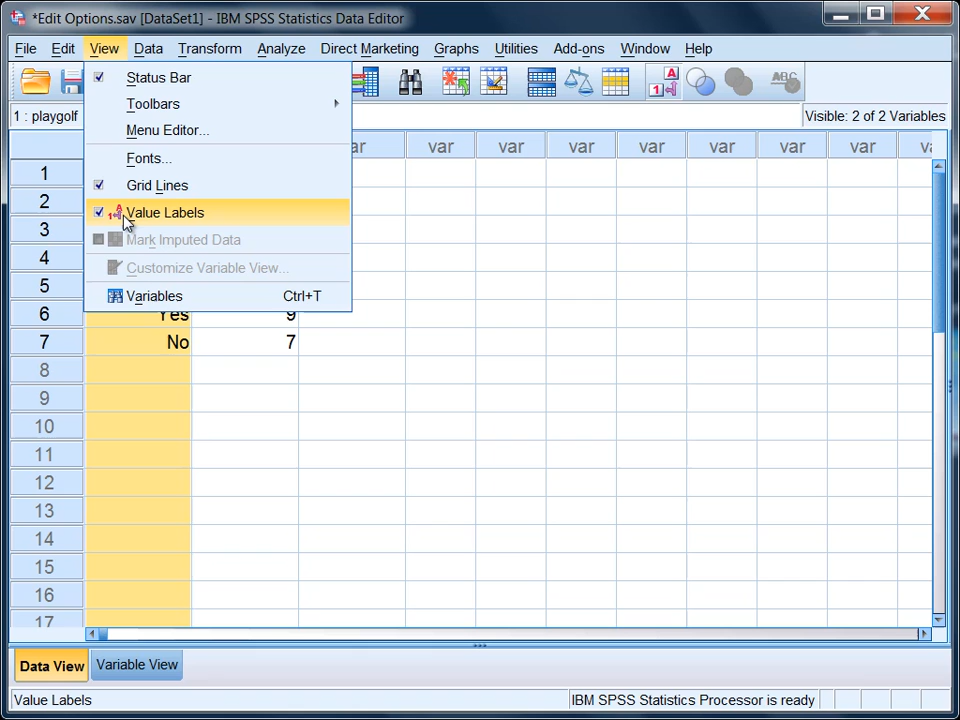 *Edit Options.sav [DataSet1] - IBM SPSS Statistics Data Editor
File Edit View Data Transform Analyze Direct Marketing Graphs Utilities Add-ons Window Help
1 : playgolf
Visible: 2 of 2 Variables
Status Bar
Toolbars
Menu Editor...
Fonts...
Grid Lines
Value Labels
Mark Imputed Data
Customize Variable View...
Variables Ctrl+T
var var var var var var var
1
2
3
4
5
6 Yes 9
7 No 7
8
9
10
11
12
13
14
15
16
17
Data View Variable View
Value Labels IBM SPSS Statistics Processor is ready